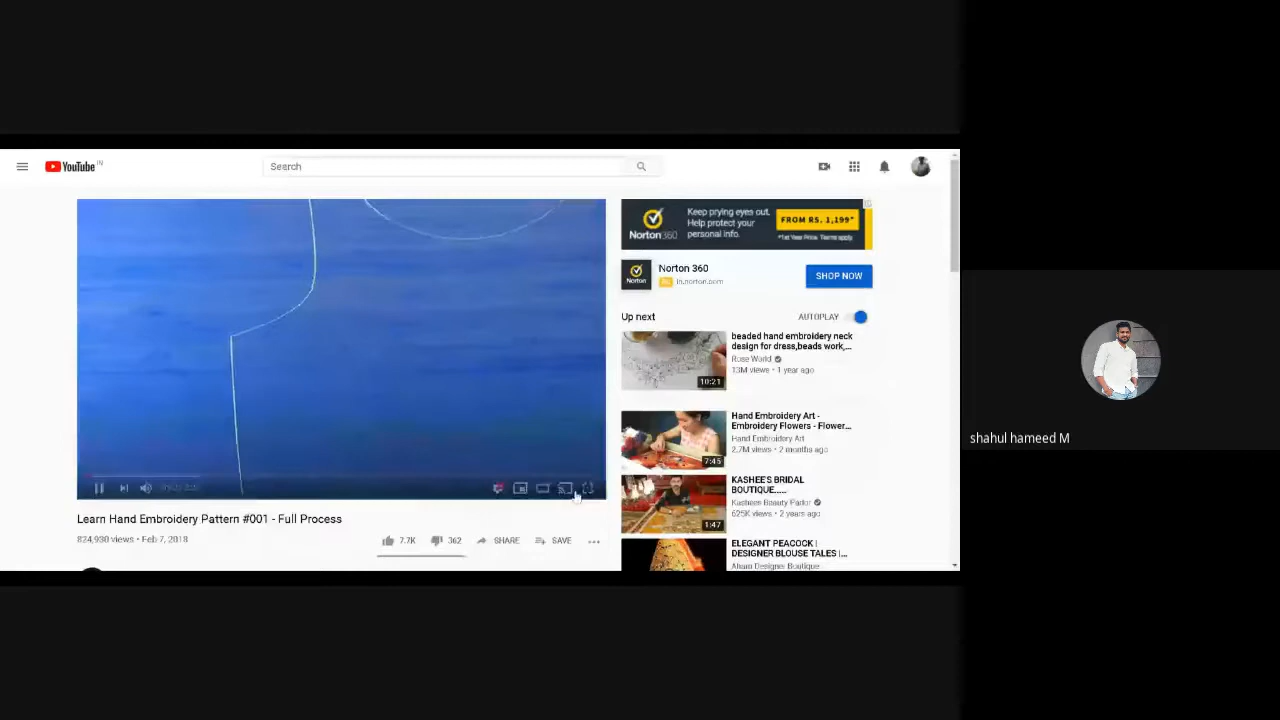 YouTube IN
Search
Keep prying eyes out.
Help protect your
personal info.
Norton360
FROM RS. 1,199*
*1st Year Price. Terms apply
Norton
Norton 360
in.norton.com
SHOP NOW
Up next
AUTOPLAY
beaded hand embroidery neck
design for dress,beads work,...
Rose World
13M views • 1 year ago
10:21
Hand Embroidery Art -
Embroidery Flowers - Flower...
Hand Embroidery Art
2.7M views • 2 months ago
7:45
KASHEE'S BRIDAL
BOUTIQUE.....
Kashees Beauty Parlor
625K views • 2 years ago
1:47
ELEGANT PEACOCK |
DESIGNER BLOUSE TALES |...
Aham Designer Boutique
Learn Hand Embroidery Pattern #001 - Full Process
824,930 views • Feb 7, 2018
7.7K
362
SHARE
SAVE
shahul hameed M